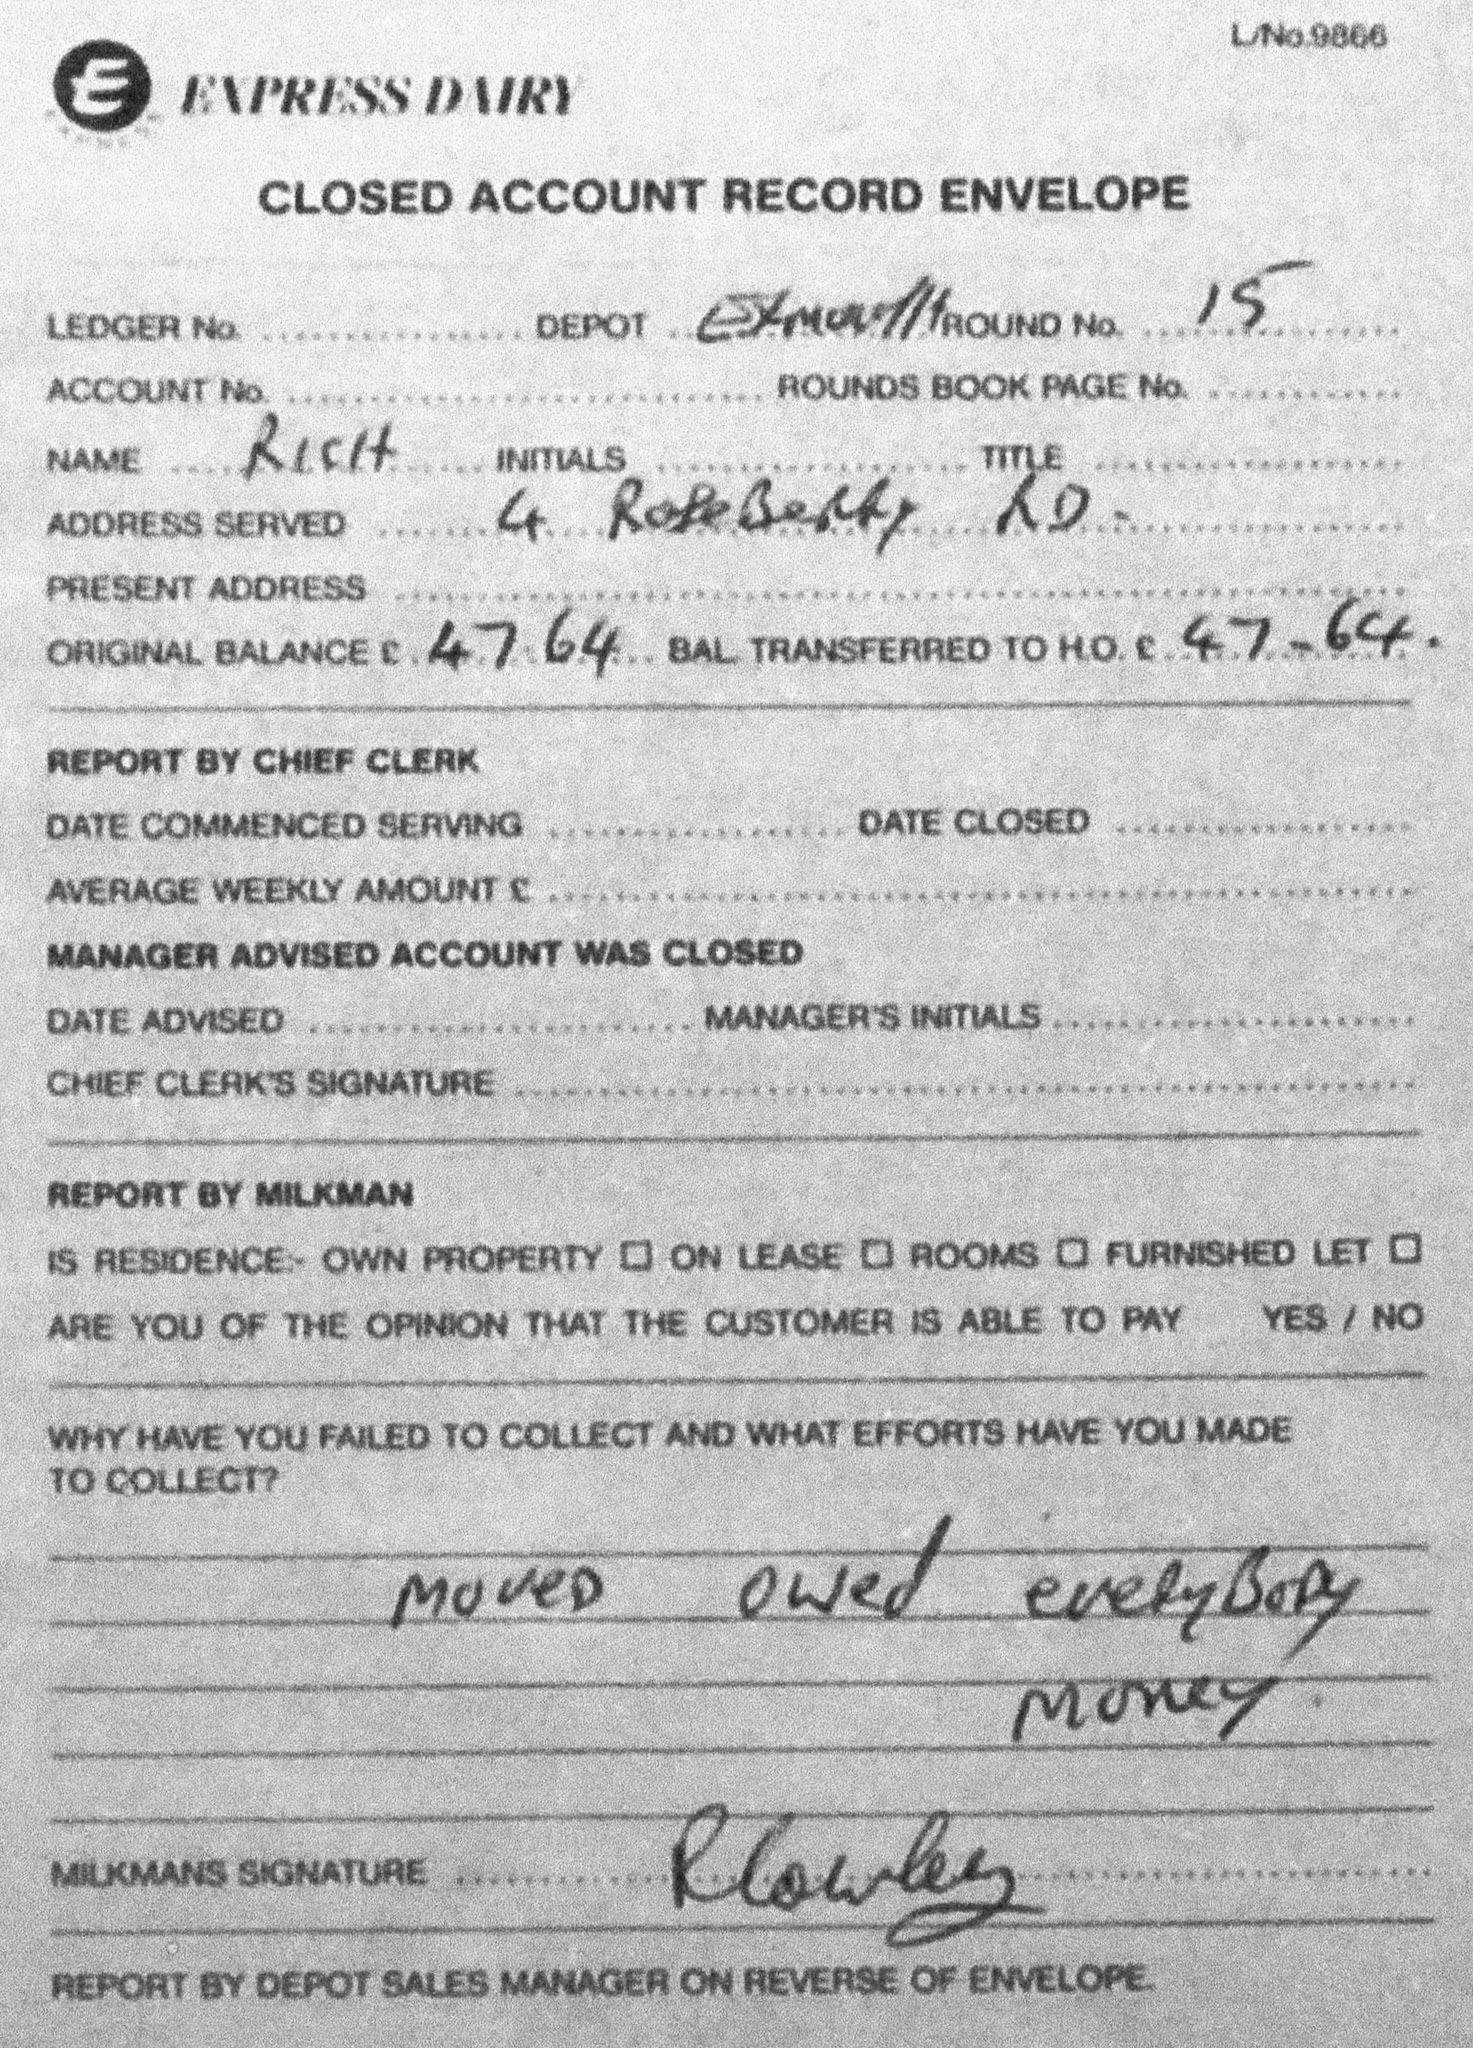 L/No.9866
E EXPRESS DAIRY
CLOSED ACCOUNT RECORD ENVELOPE
LEDGER No. DEPOT Exmouth ROUND No. 15
ACCOUNT No. ROUNDS BOOK PAGE No.
NAME RICH INITIALS TITLE
ADDRESS SERVED 4 RoseBerry RD.
PRESENT ADDRESS
ORIGINAL BALANCE £ 47 64 BAL. TRANSFERRED TO H.O. £ 47-64.
REPORT BY CHIEF CLERK
DATE COMMENCED SERVING DATE CLOSED
AVERAGE WEEKLY AMOUNT £
MANAGER ADVISED ACCOUNT WAS CLOSED
DATE ADVISED MANAGER'S INITIALS
CHIEF CLERK'S SIGNATURE
REPORT BY MILKMAN
IS RESIDENCE:- OWN PROPERTY □ ON LEASE □ ROOMS □ FURNISHED LET □
ARE YOU OF THE OPINION THAT THE CUSTOMER IS ABLE TO PAY YES / NO
WHY HAVE YOU FAILED TO COLLECT AND WHAT EFFORTS HAVE YOU MADE
TO COLLECT?
MoveD owed everyBoDy
Money.
MILKMANS SIGNATURE R Cowley
REPORT BY DEPOT SALES MANAGER ON REVERSE OF ENVELOPE.